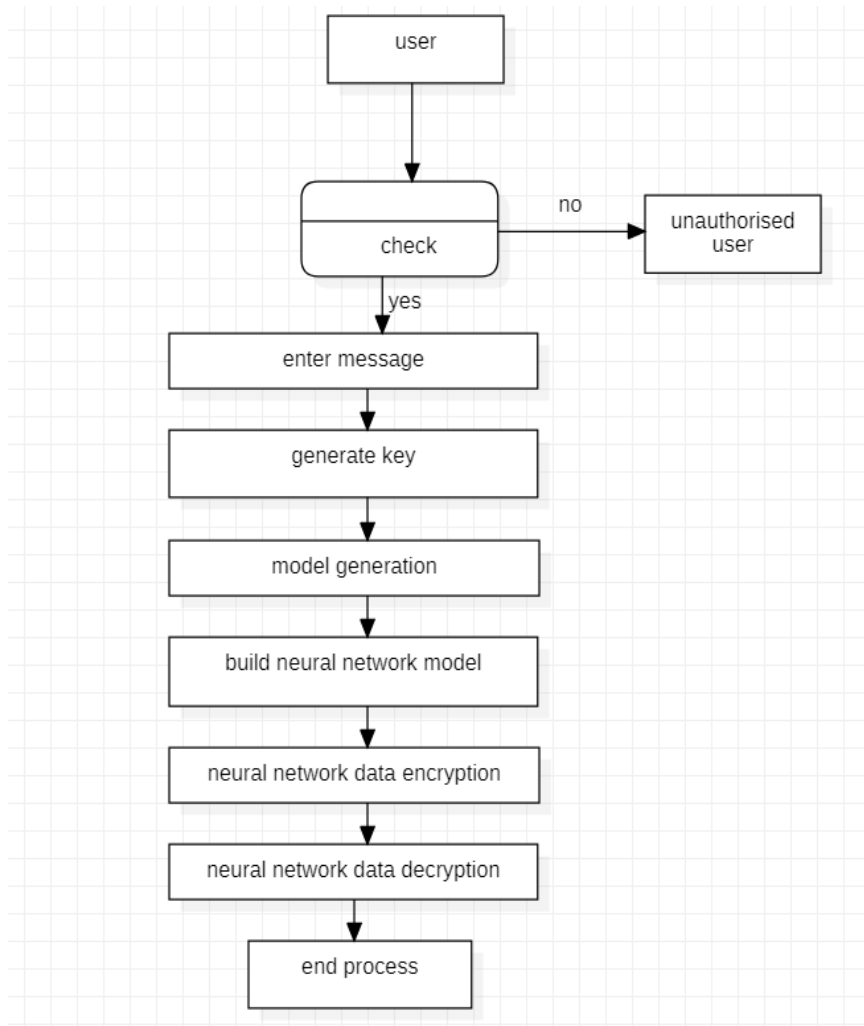 user
check
no
unauthorised
user
yes
enter message
generate key
model generation
build neural network model
neural network data encryption
neural network data decryption
end process